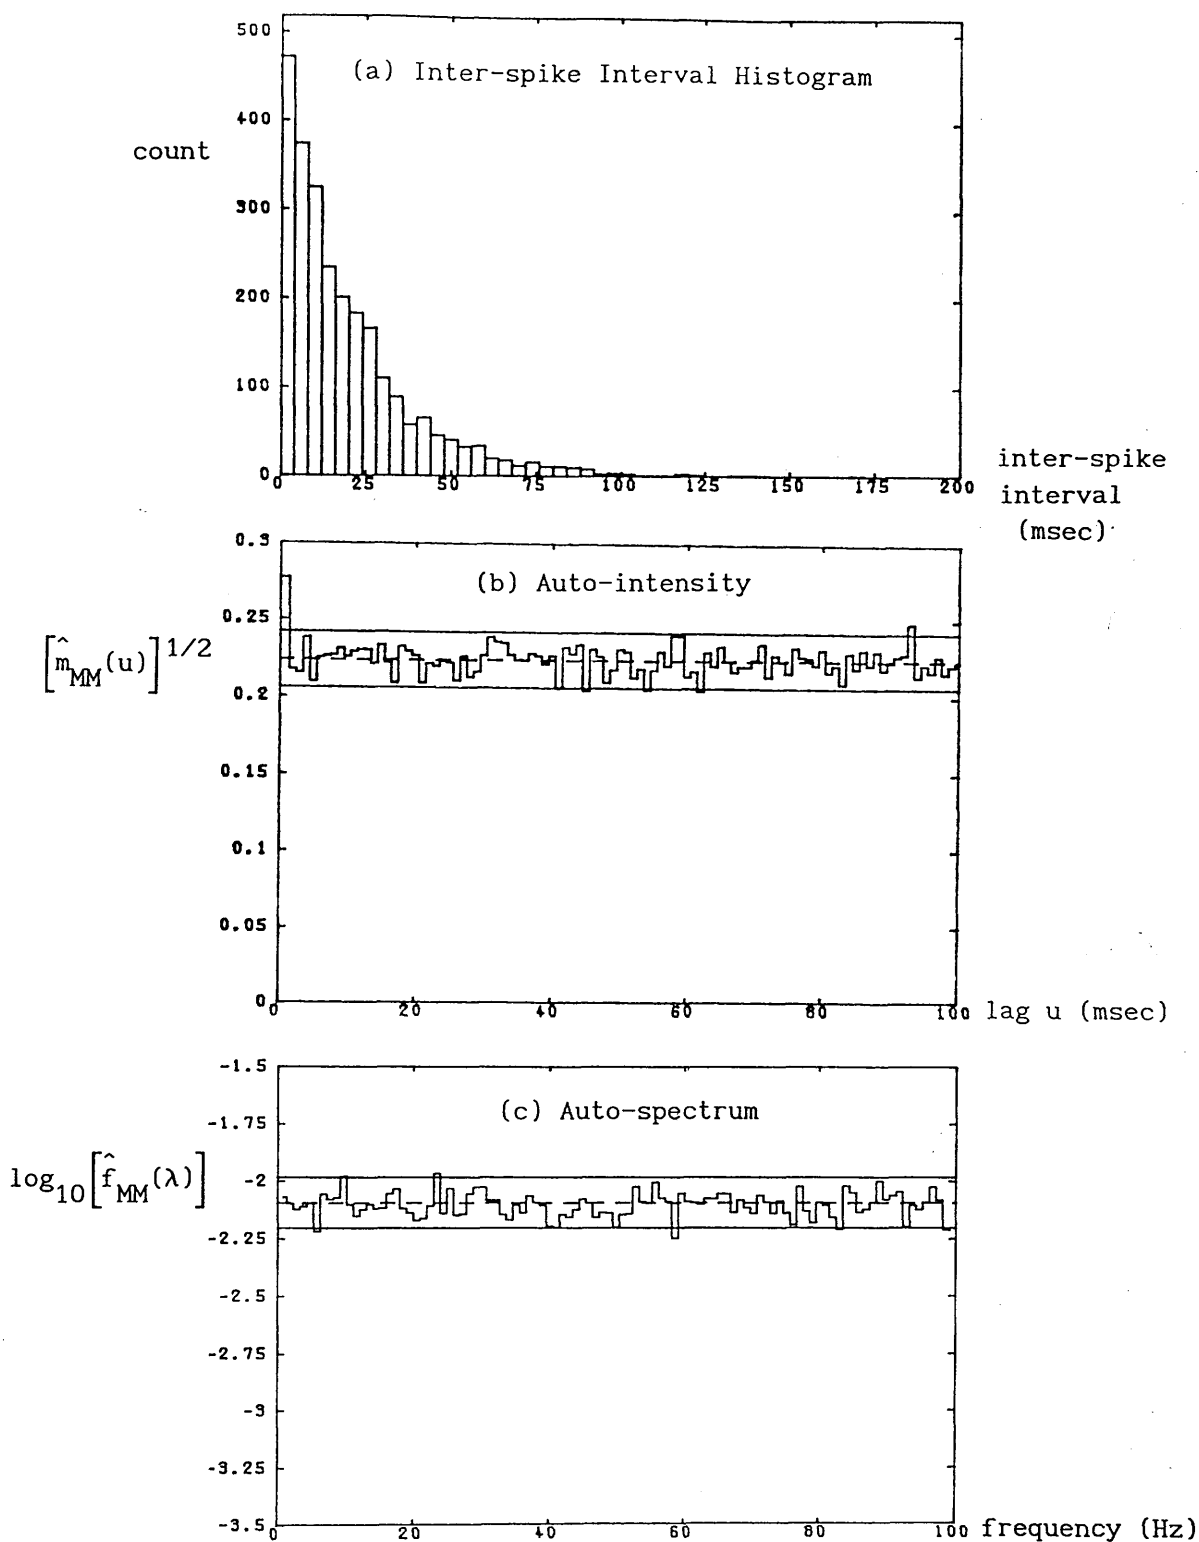 500
(a) Inter-spike Interval Histogram
400
count
300
200
100
0
0 25 50 75 100 125 150 175 200
inter-spike
interval
(msec)
0.3
(b) Auto-intensity
0.25
[m̂_MM(u)]^1/2
0.2
0.15
0.1
0.05
0
0 20 40 60 80 100 lag u (msec)
-1.5
(c) Auto-spectrum
-1.75
log_10[f̂_MM(λ)]
-2
-2.25
-2.5
-2.75
-3
-3.25
-3.5
0 20 40 60 80 100 frequency (Hz)